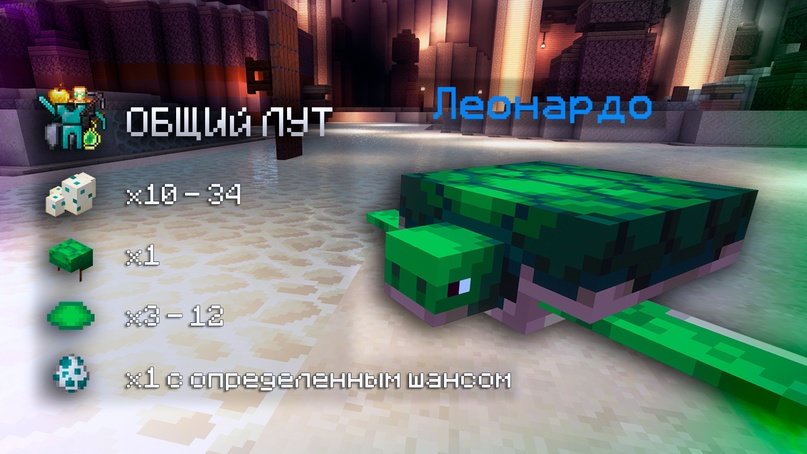 Леонардо
ОБЩИЙ ЛУТ
x10 – 34
x1
x3 – 12
x1 с определенным шансом